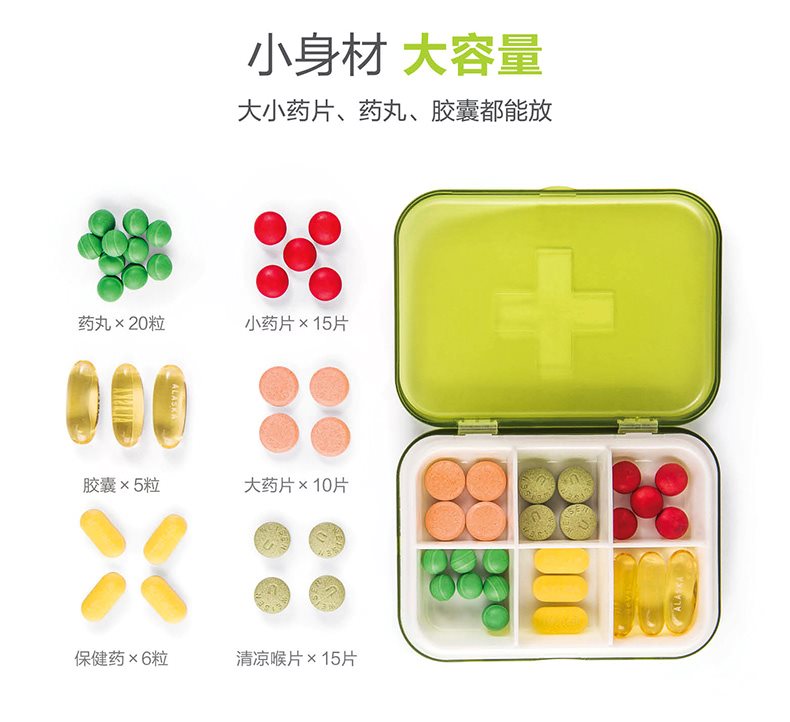 小身材 大容量
大小药片、药丸、胶囊都能放
药丸×20粒
小药片×15片
ALASKA
胶囊×5粒
大药片×10片
保健药×6粒
清凉喉片×15片
ALASKA